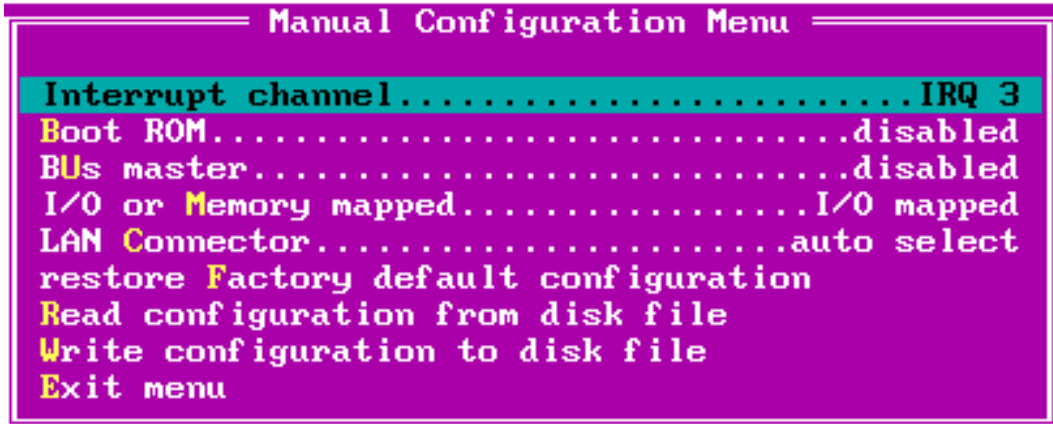 Manual Configuration Menu
Interrupt channel..........................IRQ 3
Boot ROM...............................disabled
BUs master.............................disabled
I/O or Memory mapped.................I/O mapped
LAN Connector.......................auto select
restore Factory default configuration
Read configuration from disk file
Write configuration to disk file
Exit menu